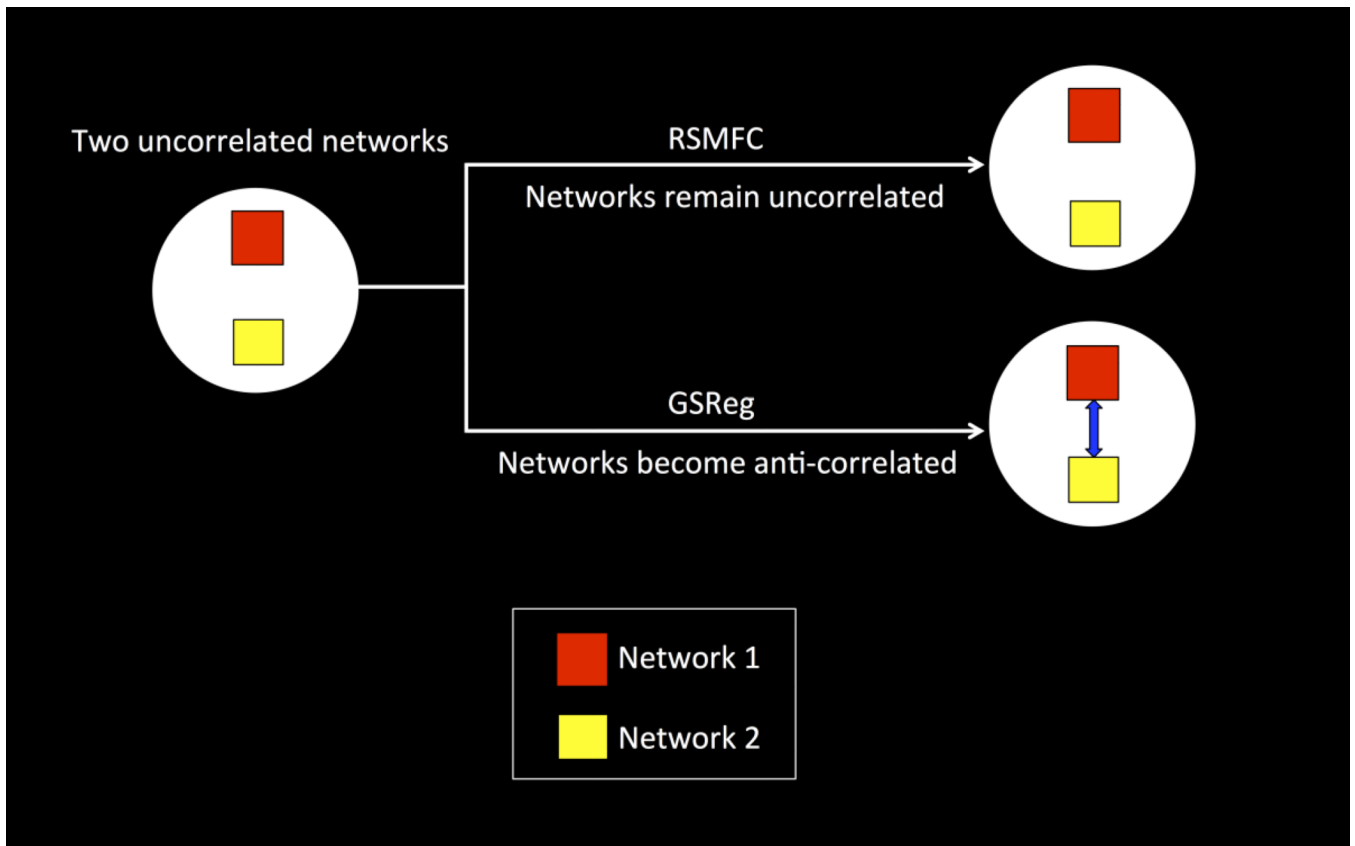 Two uncorrelated networks
RSMFC
Networks remain uncorrelated
GSReg
Networks become anti-correlated
Network 1
Network 2